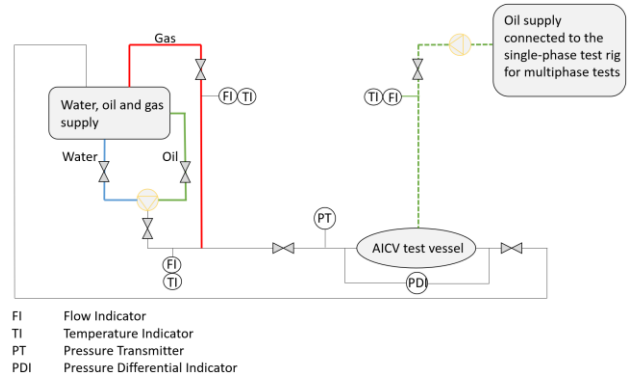 Gas
Oil supply
connected to the
single-phase test rig
for multiphase tests
FI TI
TI FI
Water, oil and gas
supply
Water
Oil
PT
AICV test vessel
FI
TI
PDI
FI Flow Indicator
TI Temperature Indicator
PT Pressure Transmitter
PDI Pressure Differential Indicator